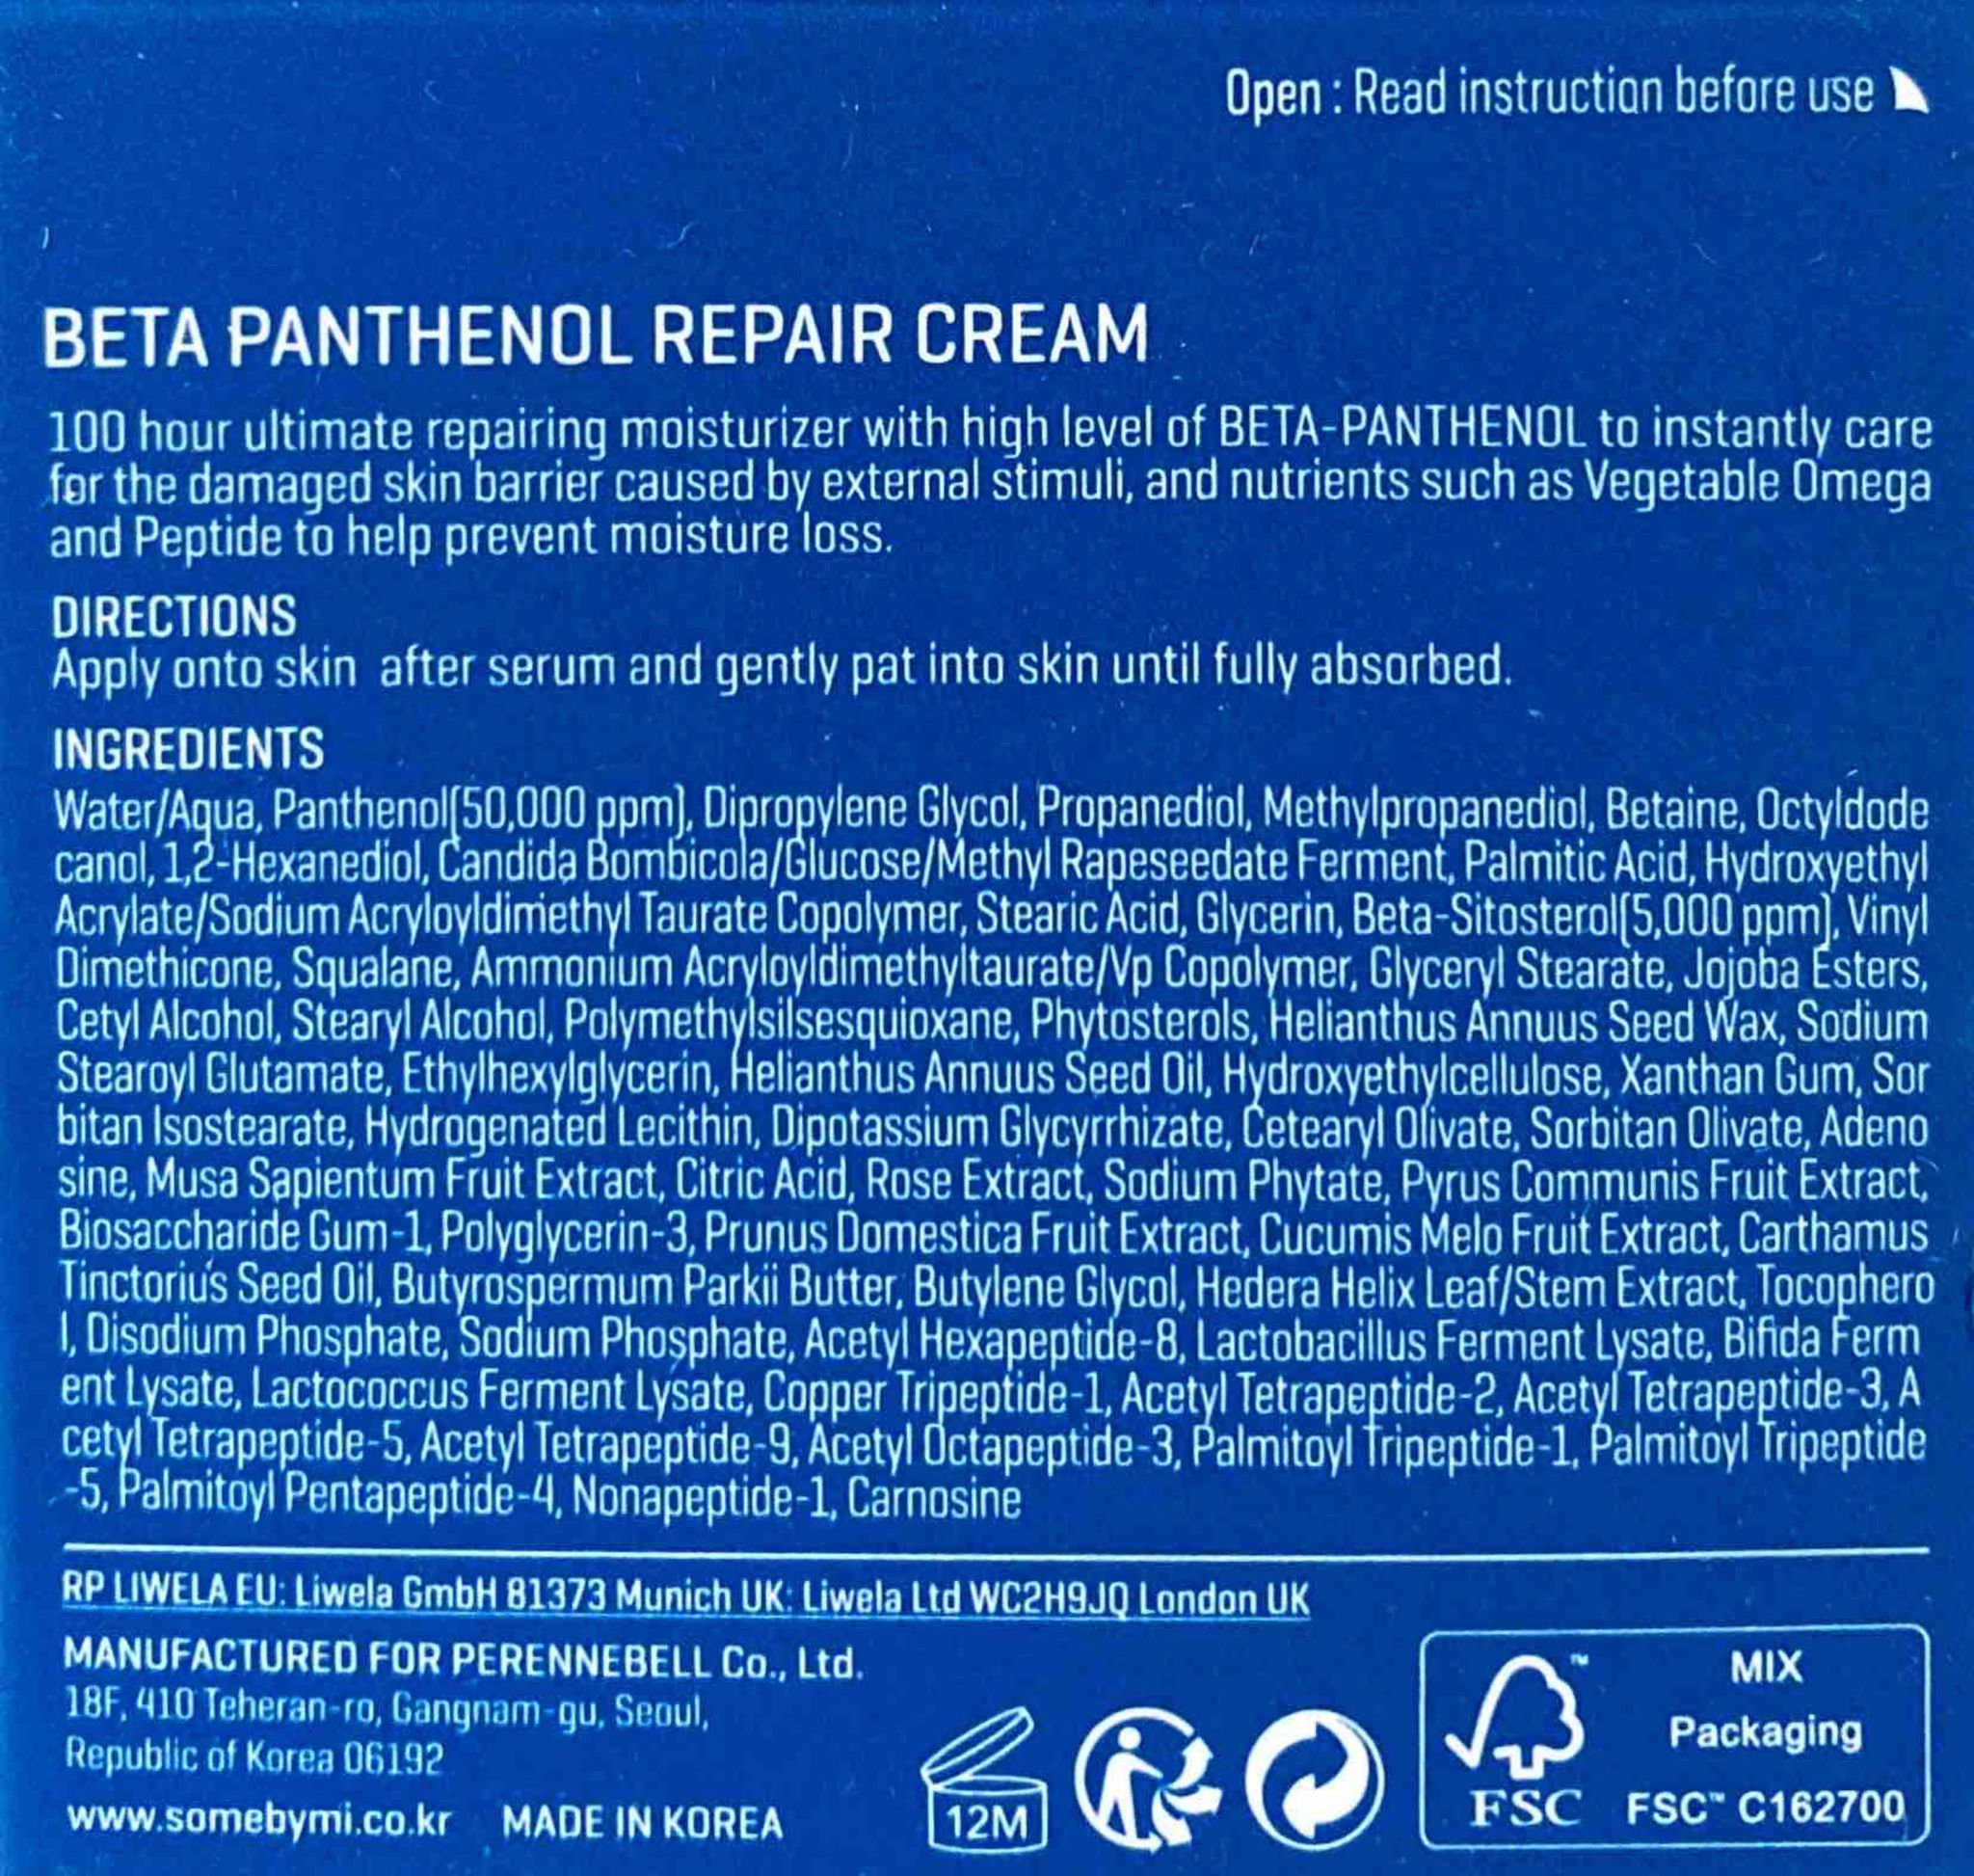 Open : Read instruction before use
BETA PANTHENOL REPAIR CREAM
100 hour ultimate repairing moisturizer with high level of BETA-PANTHENOL to instantly care
for the damaged skin barrier caused by external stimuli, and nutrients such as Vegetable Omega
and Peptide to help prevent moisture loss.
DIRECTIONS
Apply onto skin after serum and gently pat into skin until fully absorbed.
INGREDIENTS
Water/Aqua, Panthenol(50,000 ppm), Dipropylene Glycol, Propanediol, Methylpropanediol, Betaine, Octyldode
canol, 1,2-Hexanediol, Candida Bombicola/Glucose/Methyl Rapeseedate Ferment, Palmitic Acid, Hydroxyethyl
Acrylate/Sodium Acryloyldimethyl Taurate Copolymer, Stearic Acid, Glycerin, Beta-Sitosterol(5,000 ppm), Vinyl
Dimethicone, Squalane, Ammonium Acryloyldimethyltaurate/Vp Copolymer, Glyceryl Stearate, Jojoba Esters,
Cetyl Alcohol, Stearyl Alcohol, Polymethylsilsesquioxane, Phytosterols, Helianthus Annuus Seed Wax, Sodium
Stearoyl Glutamate, Ethylhexylglycerin, Helianthus Annuus Seed Oil, Hydroxyethylcellulose, Xanthan Gum, Sor
bitan Isostearate, Hydrogenated Lecithin, Dipotassium Glycyrrhizate, Cetearyl Olivate, Sorbitan Olivate, Adeno
sine, Musa Sapientum Fruit Extract, Citric Acid, Rose Extract, Sodium Phytate, Pyrus Communis Fruit Extract,
Biosaccharide Gum-1, Polyglycerin-3, Prunus Domestica Fruit Extract, Cucumis Melo Fruit Extract, Carthamus
Tinctorius Seed Oil, Butyrospermum Parkii Butter, Butylene Glycol, Hedera Helix Leaf/Stem Extract, Tocophero
l, Disodium Phosphate, Sodium Phosphate, Acetyl Hexapeptide-8, Lactobacillus Ferment Lysate, Bifida Ferm
ent Lysate, Lactococcus Ferment Lysate, Copper Tripeptide-1, Acetyl Tetrapeptide-2, Acetyl Tetrapeptide-3, A
cetyl Tetrapeptide-5, Acetyl Tetrapeptide-9, Acetyl Octapeptide-3, Palmitoyl Tripeptide-1, Palmitoyl Tripeptide
-5, Palmitoyl Pentapeptide-4, Nonapeptide-1, Carnosine
RP LIWELA EU: Liwela GmbH 81373 Munich UK: Liwela Ltd WC2H9JQ London UK
MANUFACTURED FOR PERENNEBELL Co., Ltd.
18F, 410 Teheran-ro, Gangnam-gu, Seoul,
Republic of Korea 06192
www.somebymi.co.kr MADE IN KOREA
12M
FSC
MIX
Packaging
FSC™ C162700